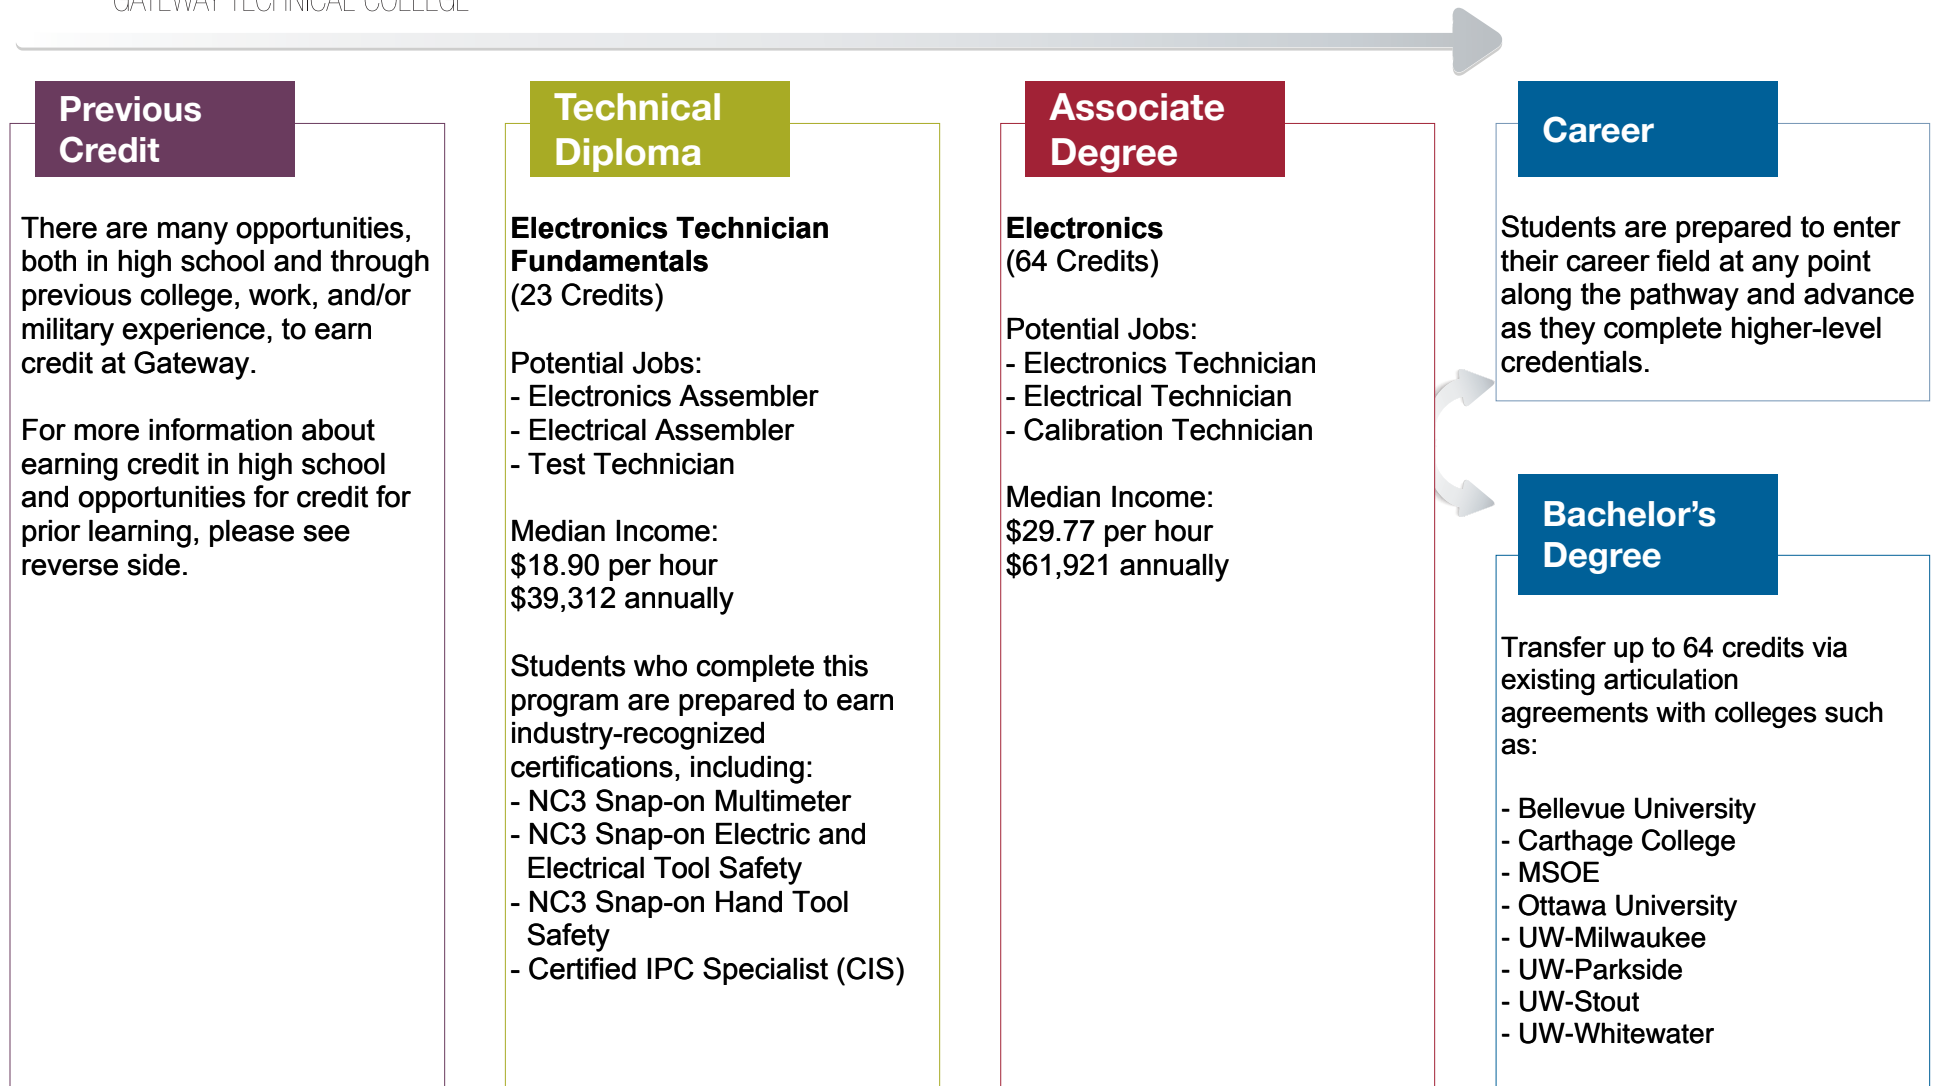 GATEWAY TECHNICAL COLLEGE
Previous
Credit
There are many opportunities,
both in high school and through
previous college, work, and/or
military experience, to earn
credit at Gateway.
For more information about
earning credit in high school
and opportunities for credit for
prior learning, please see
reverse side.
Technical
Diploma
Electronics Technician
Fundamentals
(23 Credits)
Potential Jobs:
- Electronics Assembler
- Electrical Assembler
- Test Technician
Median Income:
$18.90 per hour
$39,312 annually
Students who complete this
program are prepared to earn
industry-recognized
certifications, including:
- NC3 Snap-on Multimeter
- NC3 Snap-on Electric and
Electrical Tool Safety
- NC3 Snap-on Hand Tool
Safety
- Certified IPC Specialist (CIS)
Associate
Degree
Electronics
(64 Credits)
Potential Jobs:
- Electronics Technician
- Electrical Technician
- Calibration Technician
Median Income:
$29.77 per hour
$61,921 annually
Career
Students are prepared to enter
their career field at any point
along the pathway and advance
as they complete higher-level
credentials.
Bachelor’s
Degree
Transfer up to 64 credits via
existing articulation
agreements with colleges such
as:
- Bellevue University
- Carthage College
- MSOE
- Ottawa University
- UW-Milwaukee
- UW-Parkside
- UW-Stout
- UW-Whitewater